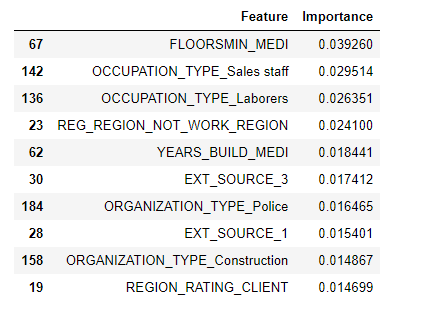 Feature Importance
67 FLOORSMIN_MEDI 0.039260
142 OCCUPATION_TYPE_Sales staff 0.029514
136 OCCUPATION_TYPE_Laborers 0.026351
23 REG_REGION_NOT_WORK_REGION 0.024100
62 YEARS_BUILD_MEDI 0.018441
30 EXT_SOURCE_3 0.017412
184 ORGANIZATION_TYPE_Police 0.016465
28 EXT_SOURCE_1 0.015401
158 ORGANIZATION_TYPE_Construction 0.014867
19 REGION_RATING_CLIENT 0.014699